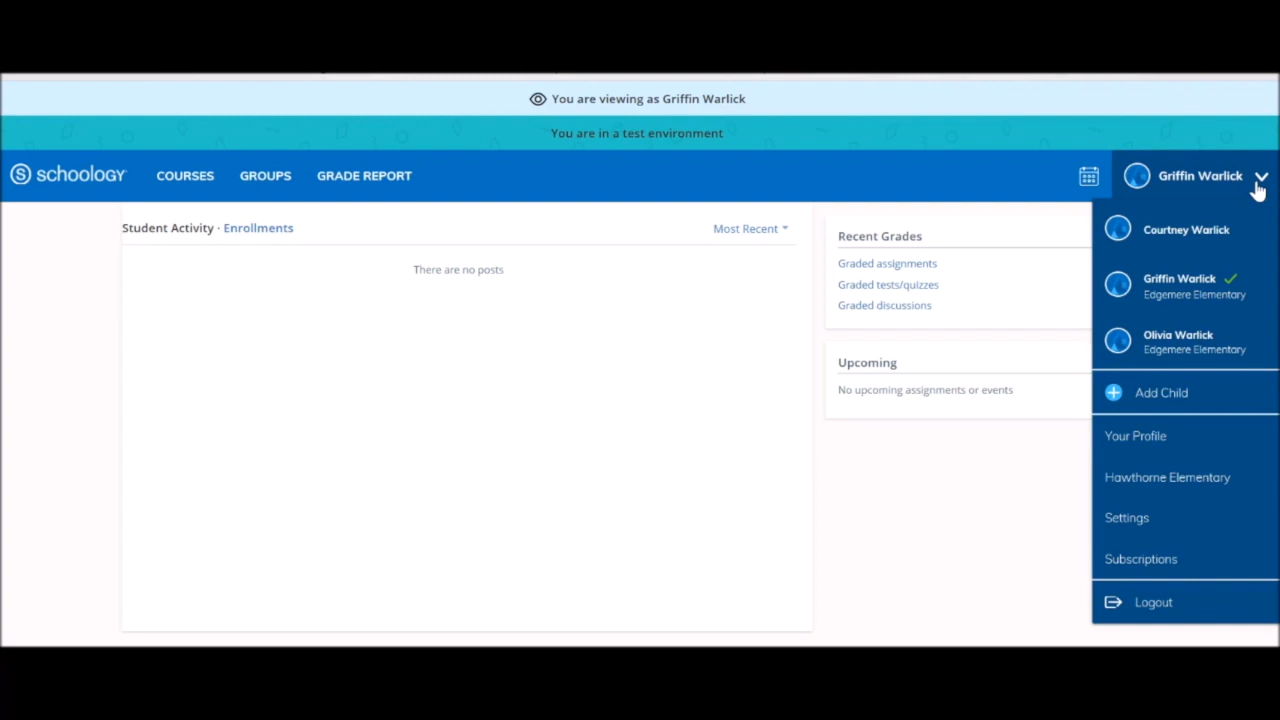 You are viewing as Griffin Warlick
You are in a test environment
schoology COURSES GROUPS GRADE REPORT Griffin Warlick
Student Activity · Enrollments Most Recent
There are no posts
Recent Grades
Graded assignments
Graded tests/quizzes
Graded discussions
Upcoming
No upcoming assignments or events
Courtney Warlick
Griffin Warlick
Edgemere Elementary
Olivia Warlick
Edgemere Elementary
Add Child
Your Profile
Hawthorne Elementary
Settings
Subscriptions
Logout